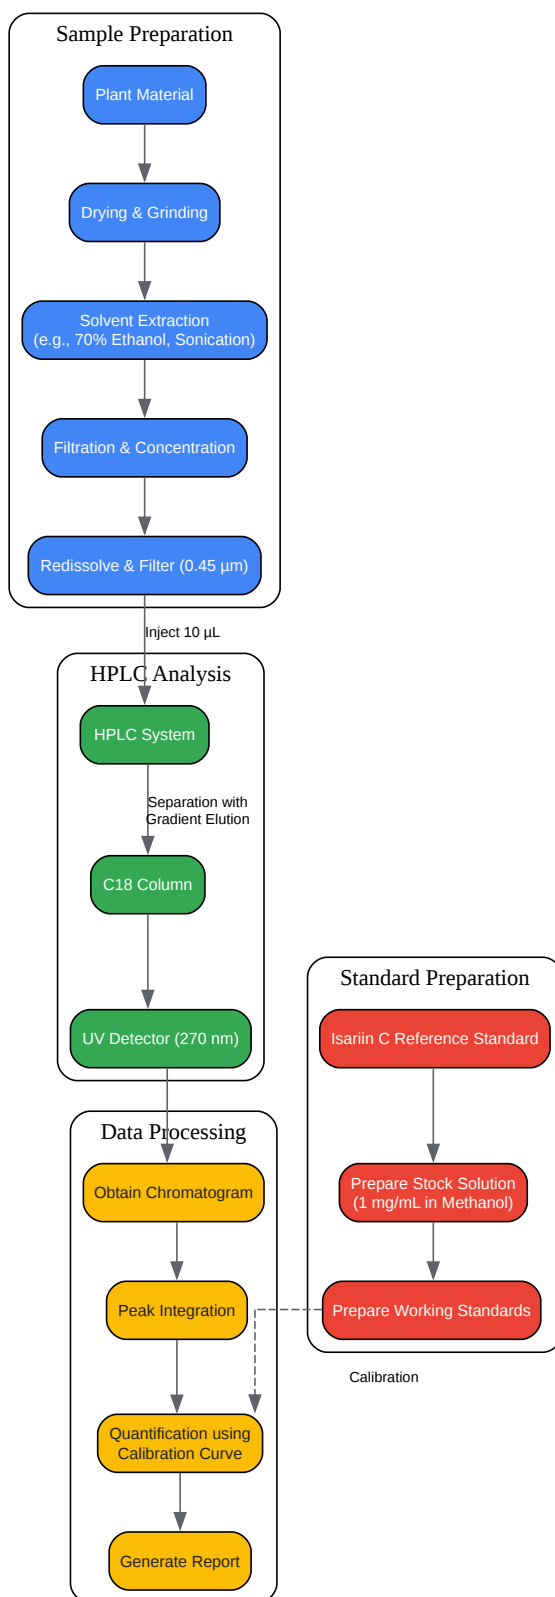 Sample Preparation
Plant Material
Drying & Grinding
Solvent Extraction
(e.g., 70% Ethanol, Sonication)
Filtration & Concentration
Redissolve & Filter (0.45 µm)
Inject 10 µL
HPLC Analysis
HPLC System
Separation with
Gradient Elution
C18 Column
UV Detector (270 nm)
Standard Preparation
Isariin C Reference Standard
Prepare Stock Solution
(1 mg/mL in Methanol)
Prepare Working Standards
Calibration
Data Processing
Obtain Chromatogram
Peak Integration
Quantification using
Calibration Curve
Generate Report